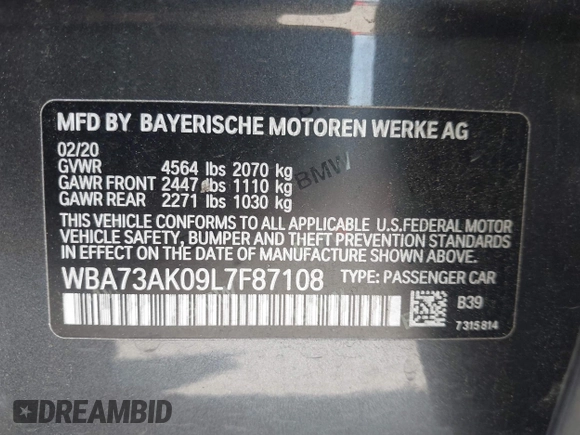 MFD BY BAYERISCHE MOTOREN WERKE AG
02/20
GVWR 4564 lbs 2070 kg
GAWR FRONT 2447 lbs 1110 kg
GAWR REAR 2271 lbs 1030 kg
THIS VEHICLE CONFORMS TO ALL APPLICABLE U.S.FEDERAL MOTOR
VEHICLE SAFETY, BUMPER AND THEFT PREVENTION STANDARDS
IN EFFECT ON THE DATE OF MANUFACTURE SHOWN ABOVE.
WBA73AK09L7F87108 TYPE: PASSENGER CAR
B39
7315814
BMW
DREAMBID